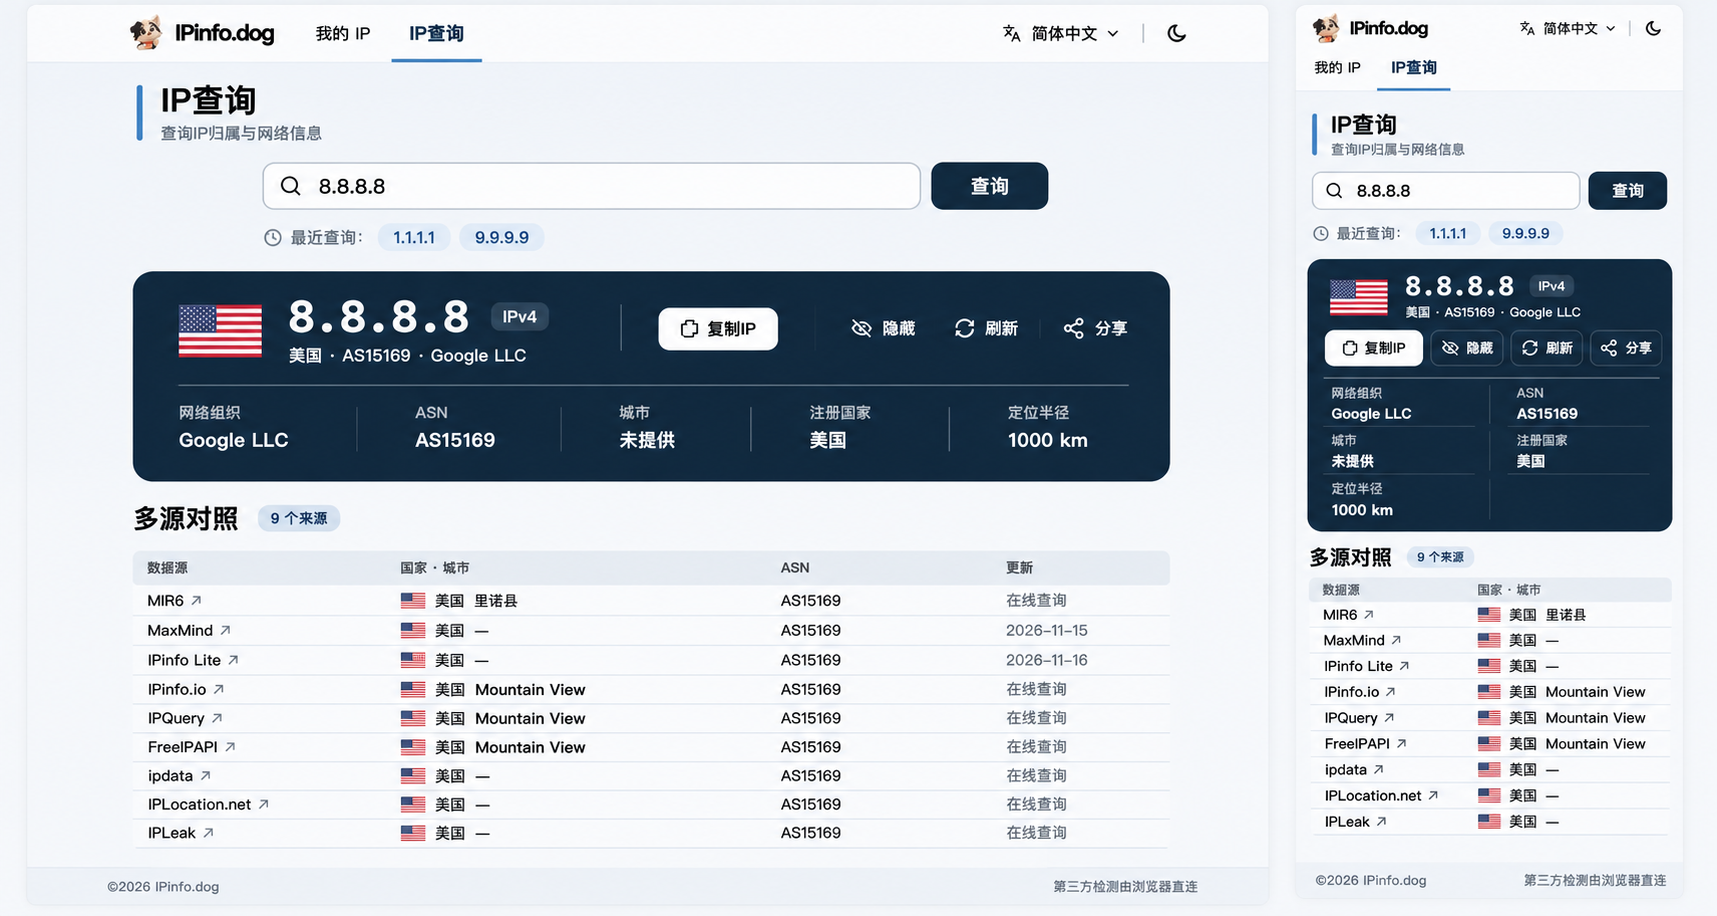 IPinfo.dog 我的 IP IP查询 简体中文
IP查询
查询IP归属与网络信息
8.8.8.8 查询
最近查询： 1.1.1.1 9.9.9.9
8.8.8.8 IPv4 复制IP 隐蔵 刷新 分享
美国 · AS15169 · Google LLC
网络组织 ASN 城市 注册国家 定位半径
Google LLC AS15169 未提供 美国 1000 km
多源对照 9 个来源
数据源 国家 · 城市 ASN 更新
MIR6 ↗ 美国 里诺县 AS15169 在线查询
MaxMind ↗ 美国 — AS15169 2026–11–15
IPinfo Lite ↗ 美国 — AS15169 2026–11–16
IPinfo.io ↗ 美国 Mountain View AS15169 在线查询
IPQuery ↗ 美国 Mountain View AS15169 在线查询
FreeIPAPI ↗ 美国 Mountain View AS15169 在线查询
ipdata ↗ 美国 — AS15169 在线查询
IPLocation.net ↗ 美国 — AS15169 在线查询
IPLeak ↗ 美国 — AS15169 在线查询
©2026 IPinfo.dog 第三方检测由浏览器直连
IPinfo.dog 简体中文
我的 IP IP查询
IP查询
查询IP归属与网络信息
8.8.8.8 查询
最近查询： 1.1.1.1 9.9.9.9
8.8.8.8 IPv4
美国 · AS15169 · Google LLC
复制IP 隐蔵 刷新 分享
网络组织 ASN
Google LLC AS15169
城市 注册国家
未提供 美国
定位半径
1000 km
多源对照 9 个来源
数据源 国家 · 城市
MIR6 ↗ 美国 里诺县
MaxMind ↗ 美国 —
IPinfo Lite ↗ 美国 —
IPinfo.io ↗ 美国 Mountain View
IPQuery ↗ 美国 Mountain View
FreeIPAPI ↗ 美国 Mountain View
ipdata ↗ 美国 —
IPLocation.net ↗ 美国 —
IPLeak ↗ 美国 —
©2026 IPinfo.dog 第三方检测由浏览器直连